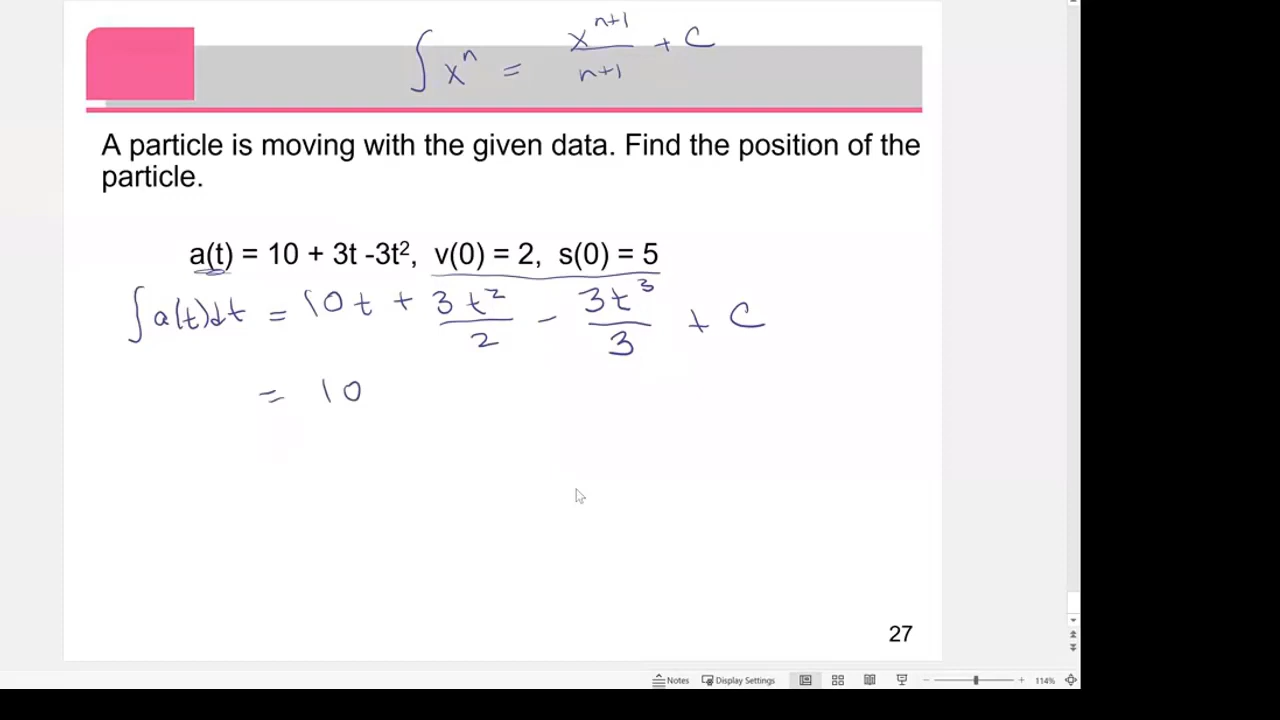 ∫ xⁿ = xⁿ⁺¹/n+1 + C
A particle is moving with the given data. Find the position of the
particle.
a(t) = 10 + 3t -3t², v(0) = 2, s(0) = 5
∫ a(t)dt = 10t + 3t²/2 - 3t³/3 + C
= 10
27
Notes Display Settings - + 114%